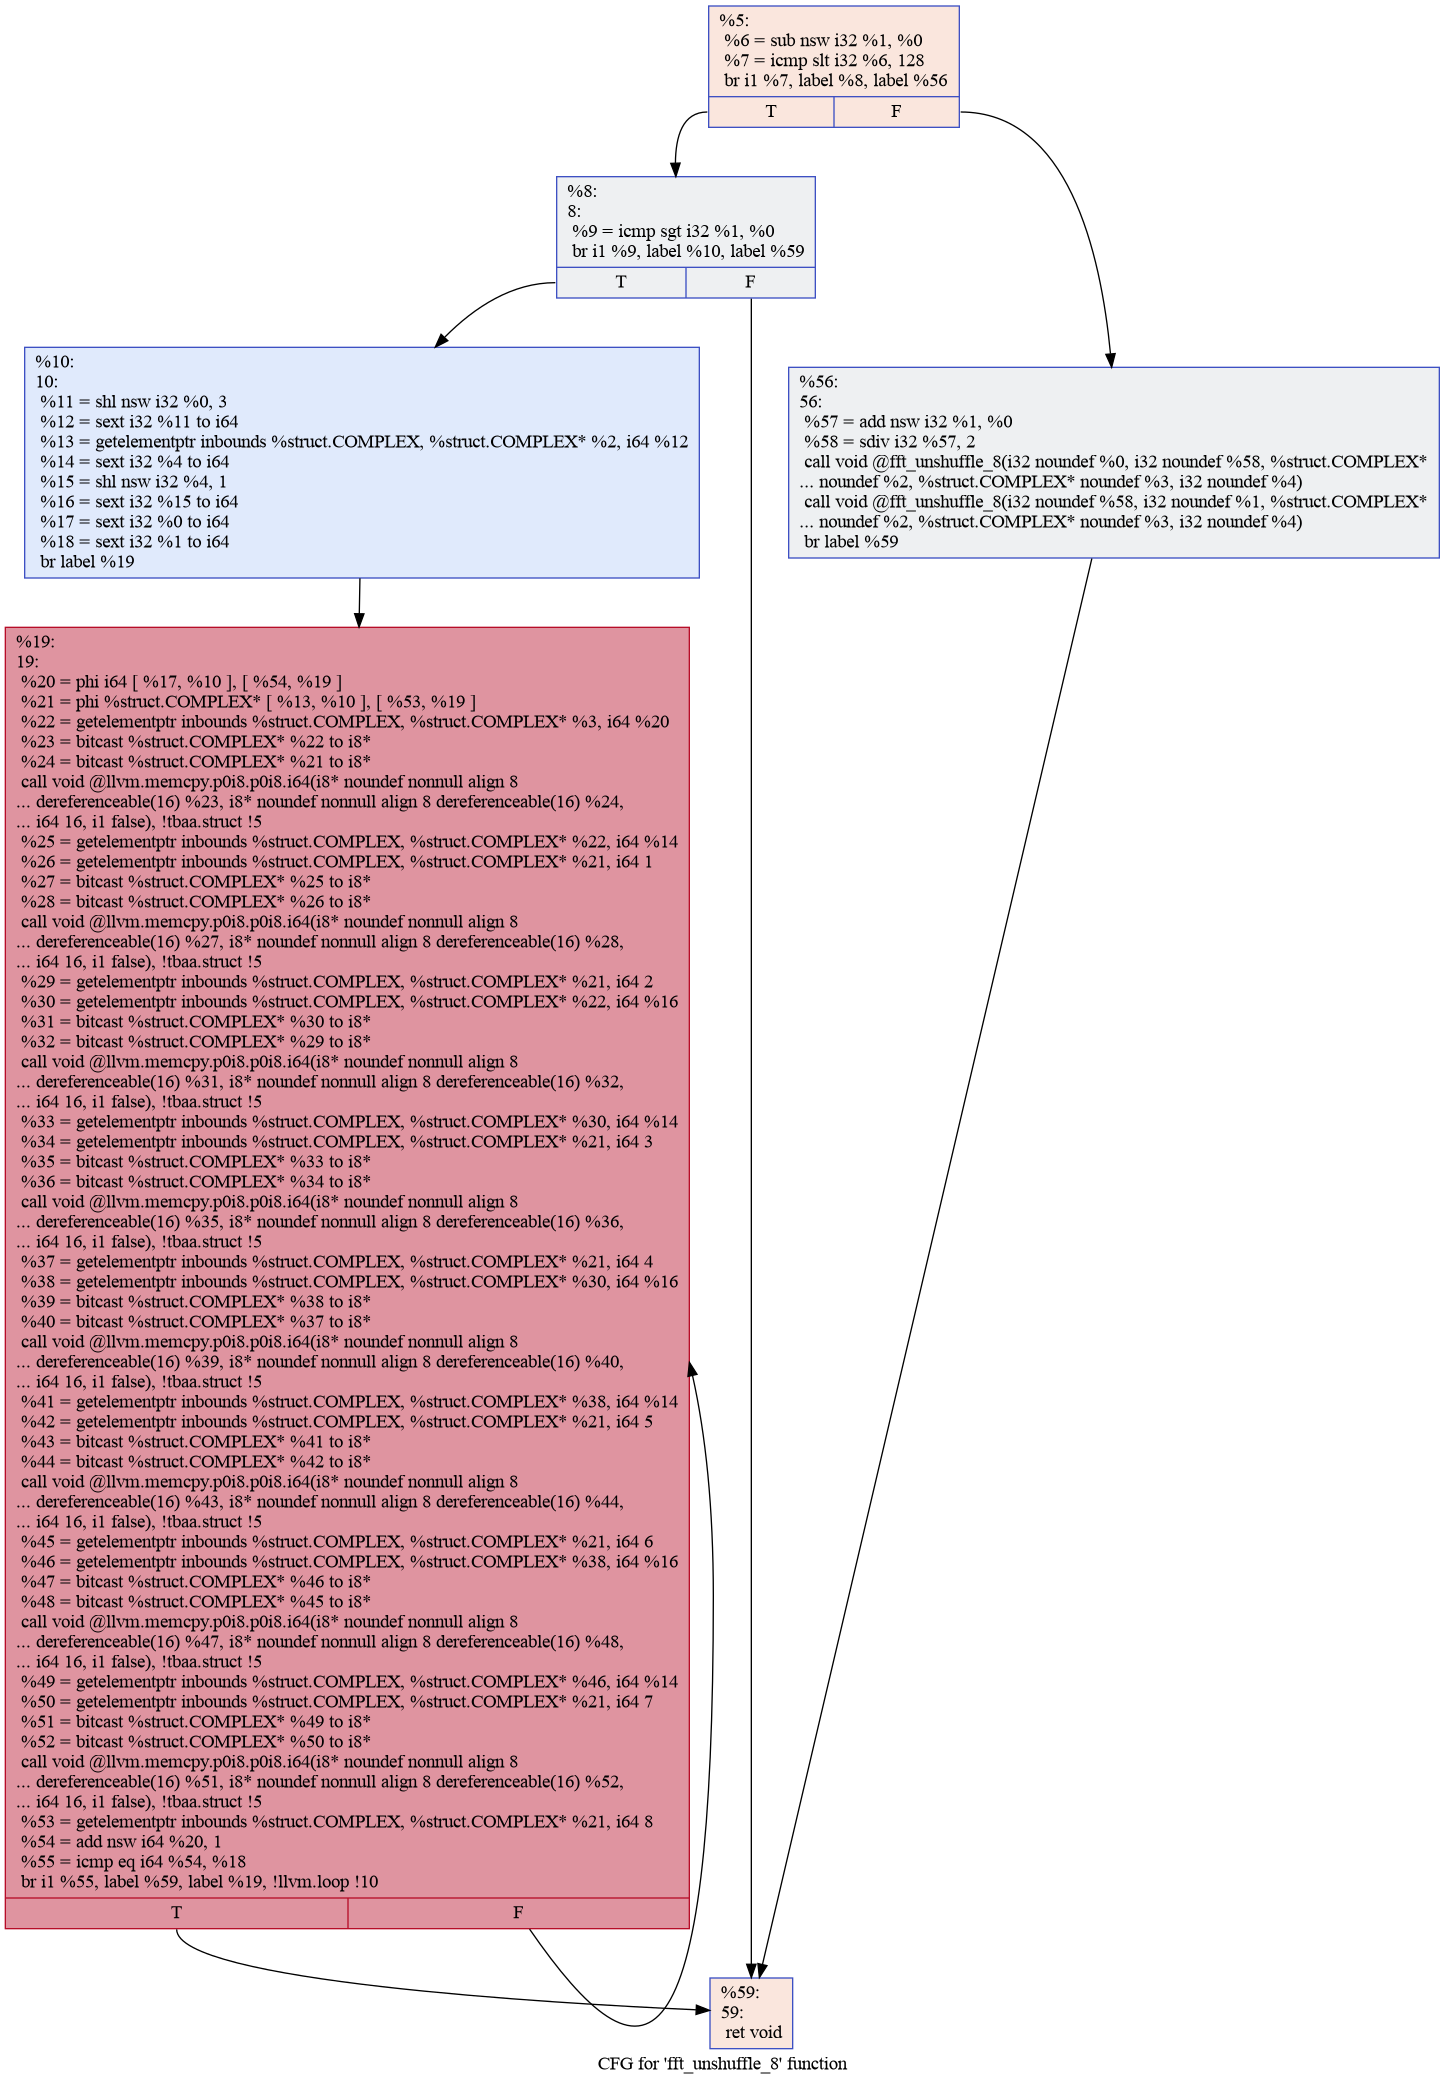 %5:
%6 = sub nsw i32 %1, %0
%7 = icmp slt i32 %6, 128
br i1 %7, label %8, label %56
T
F
%8:
8:
%9 = icmp sgt i32 %1, %0
br i1 %9, label %10, label %59
T
F
%10:
10:
%11 = shl nsw i32 %0, 3
%12 = sext i32 %11 to i64
%13 = getelementptr inbounds %struct.COMPLEX, %struct.COMPLEX* %2, i64 %12
%14 = sext i32 %4 to i64
%15 = shl nsw i32 %4, 1
%16 = sext i32 %15 to i64
%17 = sext i32 %0 to i64
%18 = sext i32 %1 to i64
br label %19
%56:
56:
%57 = add nsw i32 %1, %0
%58 = sdiv i32 %57, 2
call void @fft_unshuffle_8(i32 noundef %0, i32 noundef %58, %struct.COMPLEX*
... noundef %2, %struct.COMPLEX* noundef %3, i32 noundef %4)
call void @fft_unshuffle_8(i32 noundef %58, i32 noundef %1, %struct.COMPLEX*
... noundef %2, %struct.COMPLEX* noundef %3, i32 noundef %4)
br label %59
%19:
19:
%20 = phi i64 [ %17, %10 ], [ %54, %19 ]
%21 = phi %struct.COMPLEX* [ %13, %10 ], [ %53, %19 ]
%22 = getelementptr inbounds %struct.COMPLEX, %struct.COMPLEX* %3, i64 %20
%23 = bitcast %struct.COMPLEX* %22 to i8*
%24 = bitcast %struct.COMPLEX* %21 to i8*
call void @llvm.memcpy.p0i8.p0i8.i64(i8* noundef nonnull align 8
... dereferenceable(16) %23, i8* noundef nonnull align 8 dereferenceable(16) %24,
... i64 16, i1 false), !tbaa.struct !5
%25 = getelementptr inbounds %struct.COMPLEX, %struct.COMPLEX* %22, i64 %14
%26 = getelementptr inbounds %struct.COMPLEX, %struct.COMPLEX* %21, i64 1
%27 = bitcast %struct.COMPLEX* %25 to i8*
%28 = bitcast %struct.COMPLEX* %26 to i8*
call void @llvm.memcpy.p0i8.p0i8.i64(i8* noundef nonnull align 8
... dereferenceable(16) %27, i8* noundef nonnull align 8 dereferenceable(16) %28,
... i64 16, i1 false), !tbaa.struct !5
%29 = getelementptr inbounds %struct.COMPLEX, %struct.COMPLEX* %21, i64 2
%30 = getelementptr inbounds %struct.COMPLEX, %struct.COMPLEX* %22, i64 %16
%31 = bitcast %struct.COMPLEX* %30 to i8*
%32 = bitcast %struct.COMPLEX* %29 to i8*
call void @llvm.memcpy.p0i8.p0i8.i64(i8* noundef nonnull align 8
... dereferenceable(16) %31, i8* noundef nonnull align 8 dereferenceable(16) %32,
... i64 16, i1 false), !tbaa.struct !5
%33 = getelementptr inbounds %struct.COMPLEX, %struct.COMPLEX* %30, i64 %14
%34 = getelementptr inbounds %struct.COMPLEX, %struct.COMPLEX* %21, i64 3
%35 = bitcast %struct.COMPLEX* %33 to i8*
%36 = bitcast %struct.COMPLEX* %34 to i8*
call void @llvm.memcpy.p0i8.p0i8.i64(i8* noundef nonnull align 8
... dereferenceable(16) %35, i8* noundef nonnull align 8 dereferenceable(16) %36,
... i64 16, i1 false), !tbaa.struct !5
%37 = getelementptr inbounds %struct.COMPLEX, %struct.COMPLEX* %21, i64 4
%38 = getelementptr inbounds %struct.COMPLEX, %struct.COMPLEX* %30, i64 %16
%39 = bitcast %struct.COMPLEX* %38 to i8*
%40 = bitcast %struct.COMPLEX* %37 to i8*
call void @llvm.memcpy.p0i8.p0i8.i64(i8* noundef nonnull align 8
... dereferenceable(16) %39, i8* noundef nonnull align 8 dereferenceable(16) %40,
... i64 16, i1 false), !tbaa.struct !5
%41 = getelementptr inbounds %struct.COMPLEX, %struct.COMPLEX* %38, i64 %14
%42 = getelementptr inbounds %struct.COMPLEX, %struct.COMPLEX* %21, i64 5
%43 = bitcast %struct.COMPLEX* %41 to i8*
%44 = bitcast %struct.COMPLEX* %42 to i8*
call void @llvm.memcpy.p0i8.p0i8.i64(i8* noundef nonnull align 8
... dereferenceable(16) %43, i8* noundef nonnull align 8 dereferenceable(16) %44,
... i64 16, i1 false), !tbaa.struct !5
%45 = getelementptr inbounds %struct.COMPLEX, %struct.COMPLEX* %21, i64 6
%46 = getelementptr inbounds %struct.COMPLEX, %struct.COMPLEX* %38, i64 %16
%47 = bitcast %struct.COMPLEX* %46 to i8*
%48 = bitcast %struct.COMPLEX* %45 to i8*
call void @llvm.memcpy.p0i8.p0i8.i64(i8* noundef nonnull align 8
... dereferenceable(16) %47, i8* noundef nonnull align 8 dereferenceable(16) %48,
... i64 16, i1 false), !tbaa.struct !5
%49 = getelementptr inbounds %struct.COMPLEX, %struct.COMPLEX* %46, i64 %14
%50 = getelementptr inbounds %struct.COMPLEX, %struct.COMPLEX* %21, i64 7
%51 = bitcast %struct.COMPLEX* %49 to i8*
%52 = bitcast %struct.COMPLEX* %50 to i8*
call void @llvm.memcpy.p0i8.p0i8.i64(i8* noundef nonnull align 8
... dereferenceable(16) %51, i8* noundef nonnull align 8 dereferenceable(16) %52,
... i64 16, i1 false), !tbaa.struct !5
%53 = getelementptr inbounds %struct.COMPLEX, %struct.COMPLEX* %21, i64 8
%54 = add nsw i64 %20, 1
%55 = icmp eq i64 %54, %18
br i1 %55, label %59, label %19, !llvm.loop !10
T
F
%59:
59:
ret void
CFG for 'fft_unshuffle_8' function